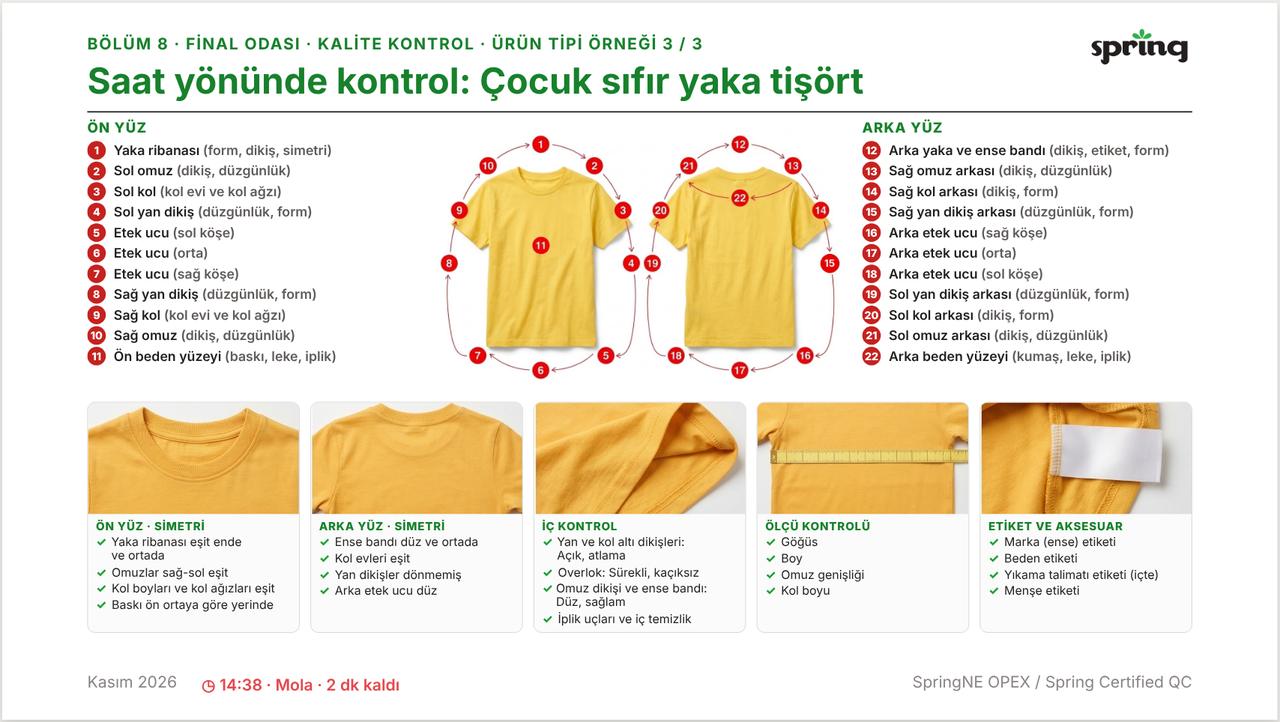 BÖLÜM 8 · FİNAL ODASI · KALİTE KONTROL · ÜRÜN TİPİ ÖRNEĞİ 3 / 3
spring
Saat yönünde kontrol: Çocuk sıfır yaka tişört
ÖN YÜZ
1 Yaka ribanası (form, dikiş, simetri)
2 Sol omuz (dikiş, düzgünlük)
3 Sol kol (kol evi ve kol ağzı)
4 Sol yan dikiş (düzgünlük, form)
5 Etek ucu (sol köşe)
6 Etek ucu (orta)
7 Etek ucu (sağ köşe)
8 Sağ yan dikiş (düzgünlük, form)
9 Sağ kol (kol evi ve kol ağzı)
10 Sağ omuz (dikiş, düzgünlük)
11 Ön beden yüzeyi (baskı, leke, iplik)
1
2
3
4
5
6
7
8
9
10
11
12
13
14
15
16
17
18
19
20
21
22
ARKA YÜZ
12 Arka yaka ve ense bandı (dikiş, etiket, form)
13 Sağ omuz arkası (dikiş, düzgünlük)
14 Sağ kol arkası (dikiş, form)
15 Sağ yan dikiş arkası (düzgünlük, form)
16 Arka etek ucu (sağ köşe)
17 Arka etek ucu (orta)
18 Arka etek ucu (sol köşe)
19 Sol yan dikiş arkası (düzgünlük, form)
20 Sol kol arkası (dikiş, form)
21 Sol omuz arkası (dikiş, düzgünlük)
22 Arka beden yüzeyi (kumaş, leke, iplik)
ÖN YÜZ · SİMETRİ
✓ Yaka ribanası eşit ende
ve ortada
✓ Omuzlar sağ-sol eşit
✓ Kol boyları ve kol ağızları eşit
✓ Baskı ön ortaya göre yerinde
ARKA YÜZ · SİMETRİ
✓ Ense bandı düz ve ortada
✓ Kol evleri eşit
✓ Yan dikişler dönmemiş
✓ Arka etek ucu düz
İÇ KONTROL
✓ Yan ve kol altı dikişleri:
Açık, atlama
✓ Overlok: Sürekli, kaçıksız
✓ Omuz dikişi ve ense bandı:
Düz, sağlam
✓ İplik uçları ve iç temizlik
ÖLÇÜ KONTROLÜ
✓ Göğüs
✓ Boy
✓ Omuz genişliği
✓ Kol boyu
ETİKET VE AKSESUAR
✓ Marka (ense) etiketi
✓ Beden etiketi
✓ Yıkama talimatı etiketi (içte)
✓ Menşe etiketi
Kasım 2026
14:38 · Mola · 2 dk kaldı
SpringNE OPEX / Spring Certified QC